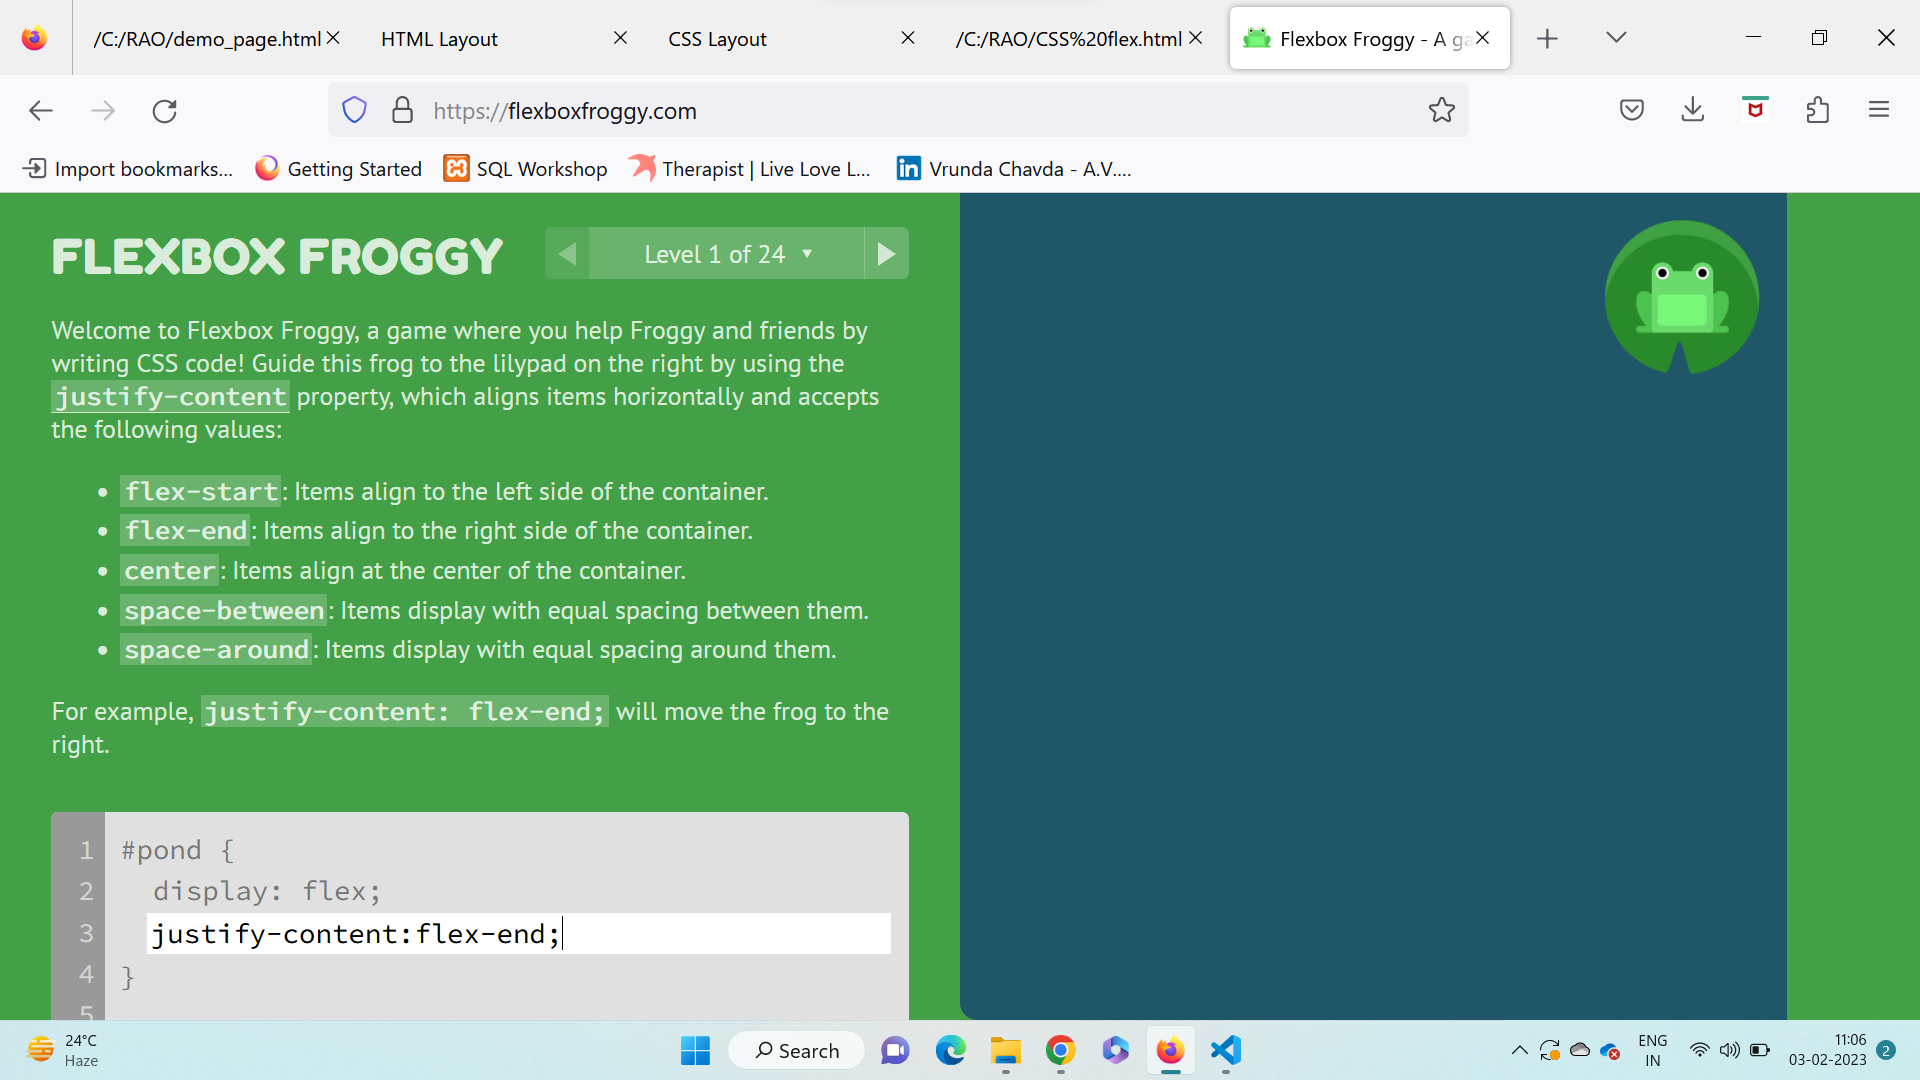 /C:/RAO/demo_page.html
HTML Layout
CSS Layout
/C:/RAO/CSS%20flex.html
Flexbox Froggy - A ga
https://flexboxfroggy.com
Import bookmarks...
Getting Started
SQL Workshop
Therapist | Live Love L...
Vrunda Chavda - A.V....
FLEXBOX FROGGY
Level 1 of 24 ▼
Welcome to Flexbox Froggy, a game where you help Froggy and friends by
writing CSS code! Guide this frog to the lilypad on the right by using the
justify-content property, which aligns items horizontally and accepts
the following values:
• flex-start: Items align to the left side of the container.
• flex-end: Items align to the right side of the container.
• center: Items align at the center of the container.
• space-between: Items display with equal spacing between them.
• space-around: Items display with equal spacing around them.
For example, justify-content: flex-end; will move the frog to the
right.
1 #pond {
2 display: flex;
3 justify-content:flex-end;
4 }
5
24°C
Haze
Search
ENG
IN
11:06
03-02-2023
2